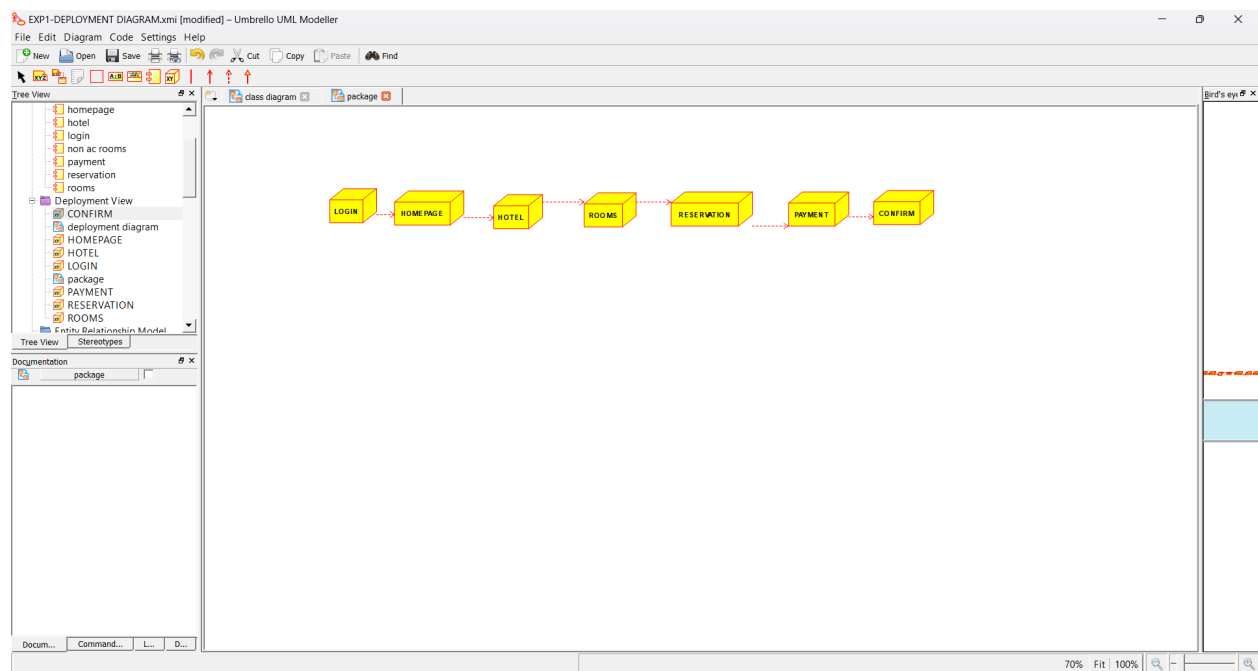 EXP1-DEPLOYMENT DIAGRAM.xmi [modified] – Umbrello UML Modeller
File Edit Diagram Code Settings Help
New Open Save Cut Copy Paste Find
Tree View
class diagram
package
Bird's eye
homepage
hotel
login
non ac rooms
payment
reservation
rooms
Deployment View
CONFIRM
deployment diagram
HOMEPAGE
HOTEL
LOGIN
package
PAYMENT
RESERVATION
ROOMS
Entity Relationship Model
Tree View Stereotypes
Documentation
package
LOGIN
HOMEPAGE
HOTEL
ROOMS
RESERVATION
PAYMENT
CONFIRM
Docum... Command... L... D...
70% Fit 100%